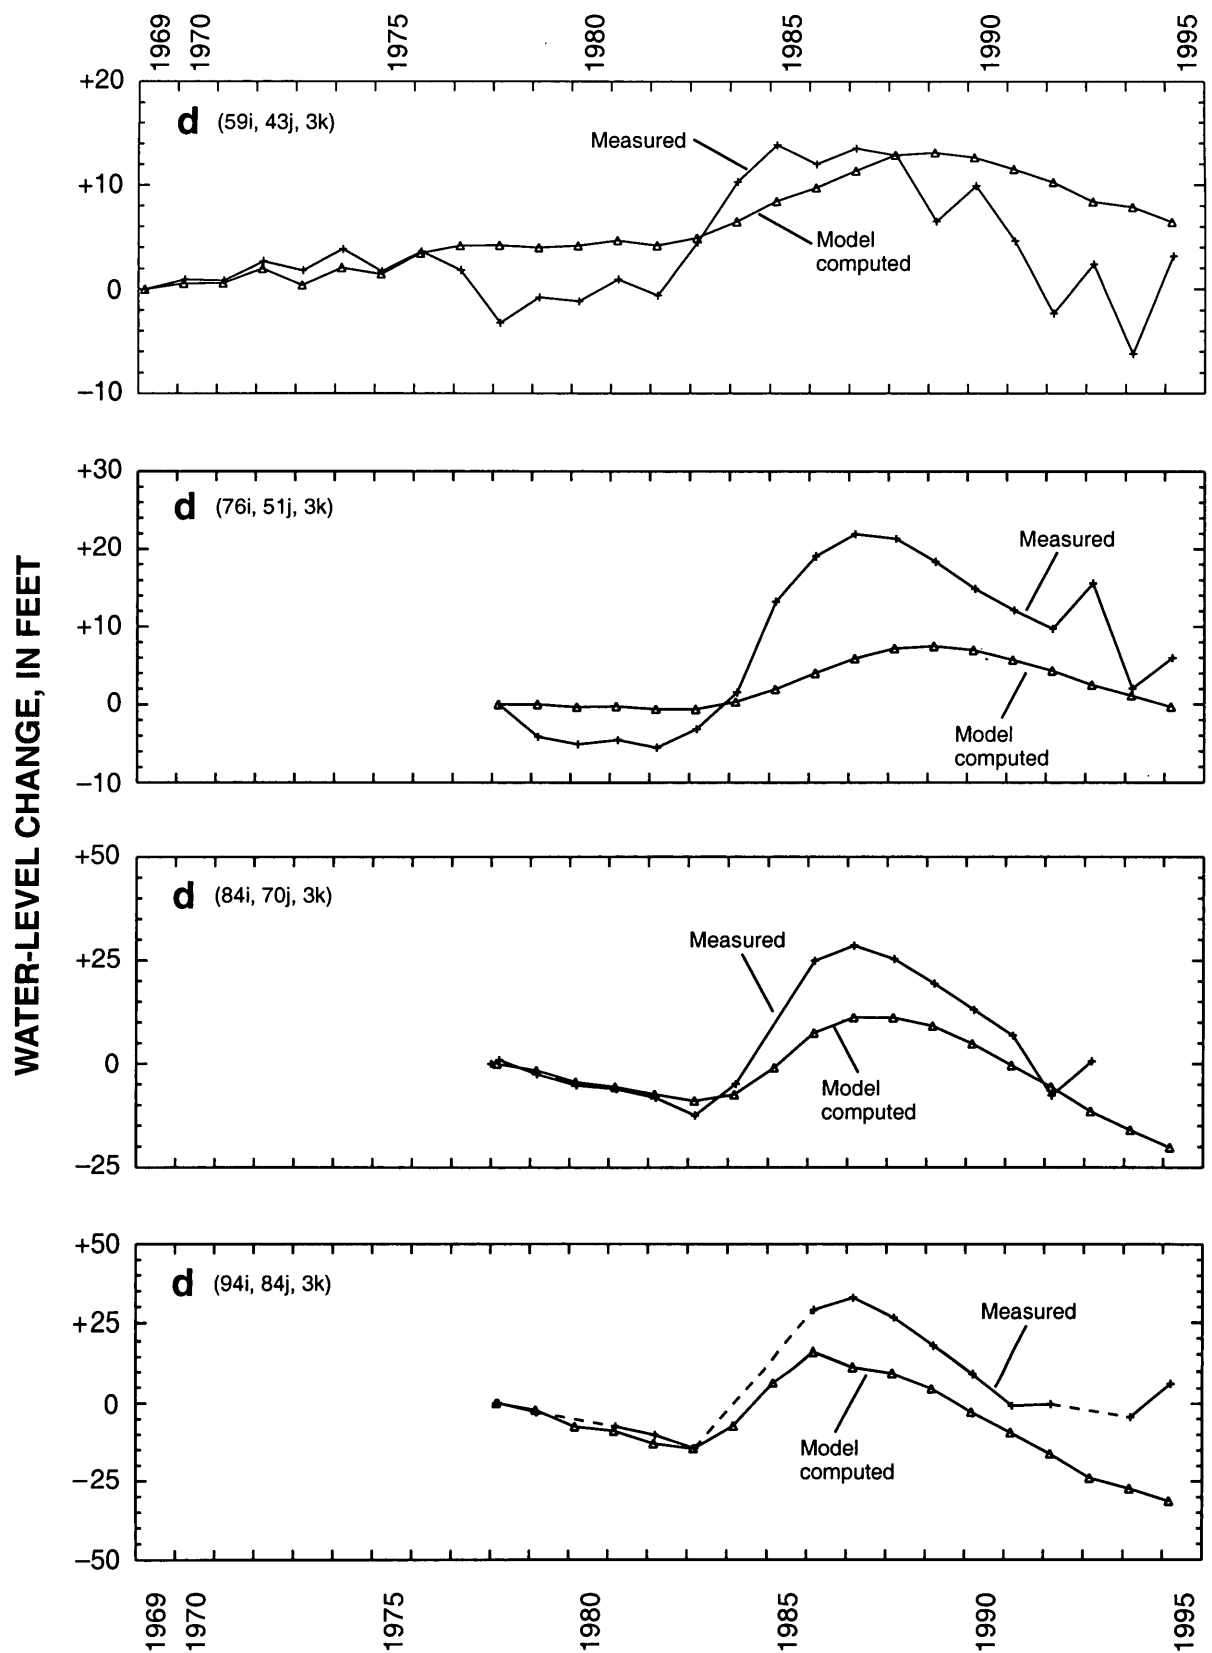 1969 1970 1975 1980 1985 1990 1995
WATER-LEVEL CHANGE, IN FEET
+20
d (59i, 43j, 3k)
Measured
+10
Model
computed
0
–10
+30
d (76i, 51j, 3k)
+20
Measured
+10
0
Model
computed
–10
+50
d (84i, 70j, 3k)
Measured
+25
0
Model
computed
–25
+50
d (94i, 84j, 3k)
Measured
+25
0
Model
computed
–25
–50
1969 1970 1975 1980 1985 1990 1995